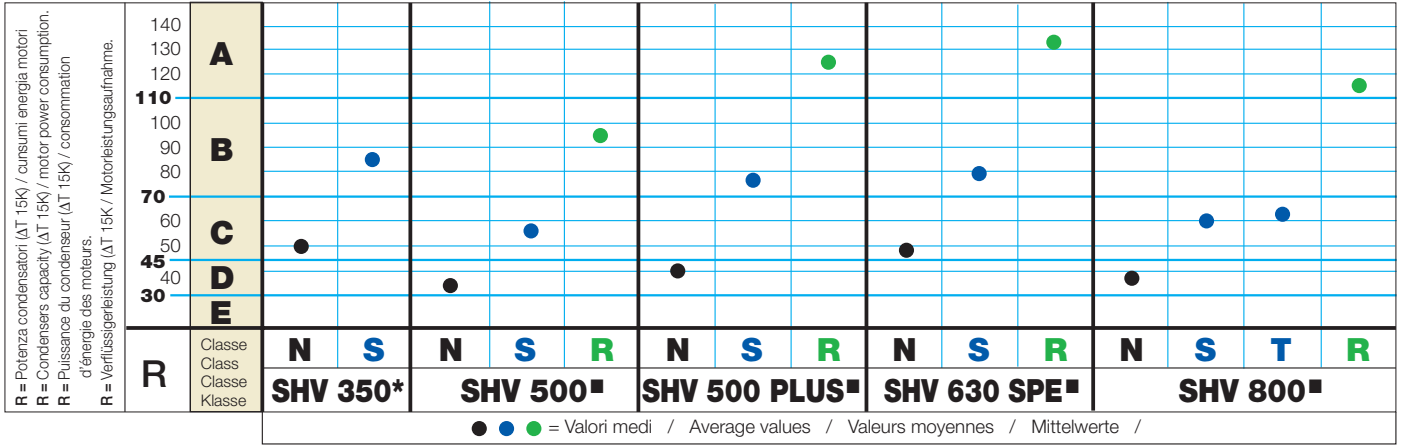 R = Potenza condensatori (ΔT 15K) / cunsumi energia motori
R = Condensers capacity (ΔT 15K) / motor power consumption.
R = Puissance du condenseur (ΔT 15K) / consommation
d'énergie des moteurs.
R = Verflüssigerleistung (ΔT 15K / Motorleistungsaufnahme.
140
130
120
110
100
90
80
70
60
50
45
40
30
A
B
C
D
E
R
Classe
Class
Classe
Klasse
N S N S R N S R N S R N S T R
SHV 350* SHV 500■ SHV 500 PLUS■ SHV 630 SPE■ SHV 800■
● ● ● = Valori medi / Average values / Valeurs moyennes / Mittelwerte /